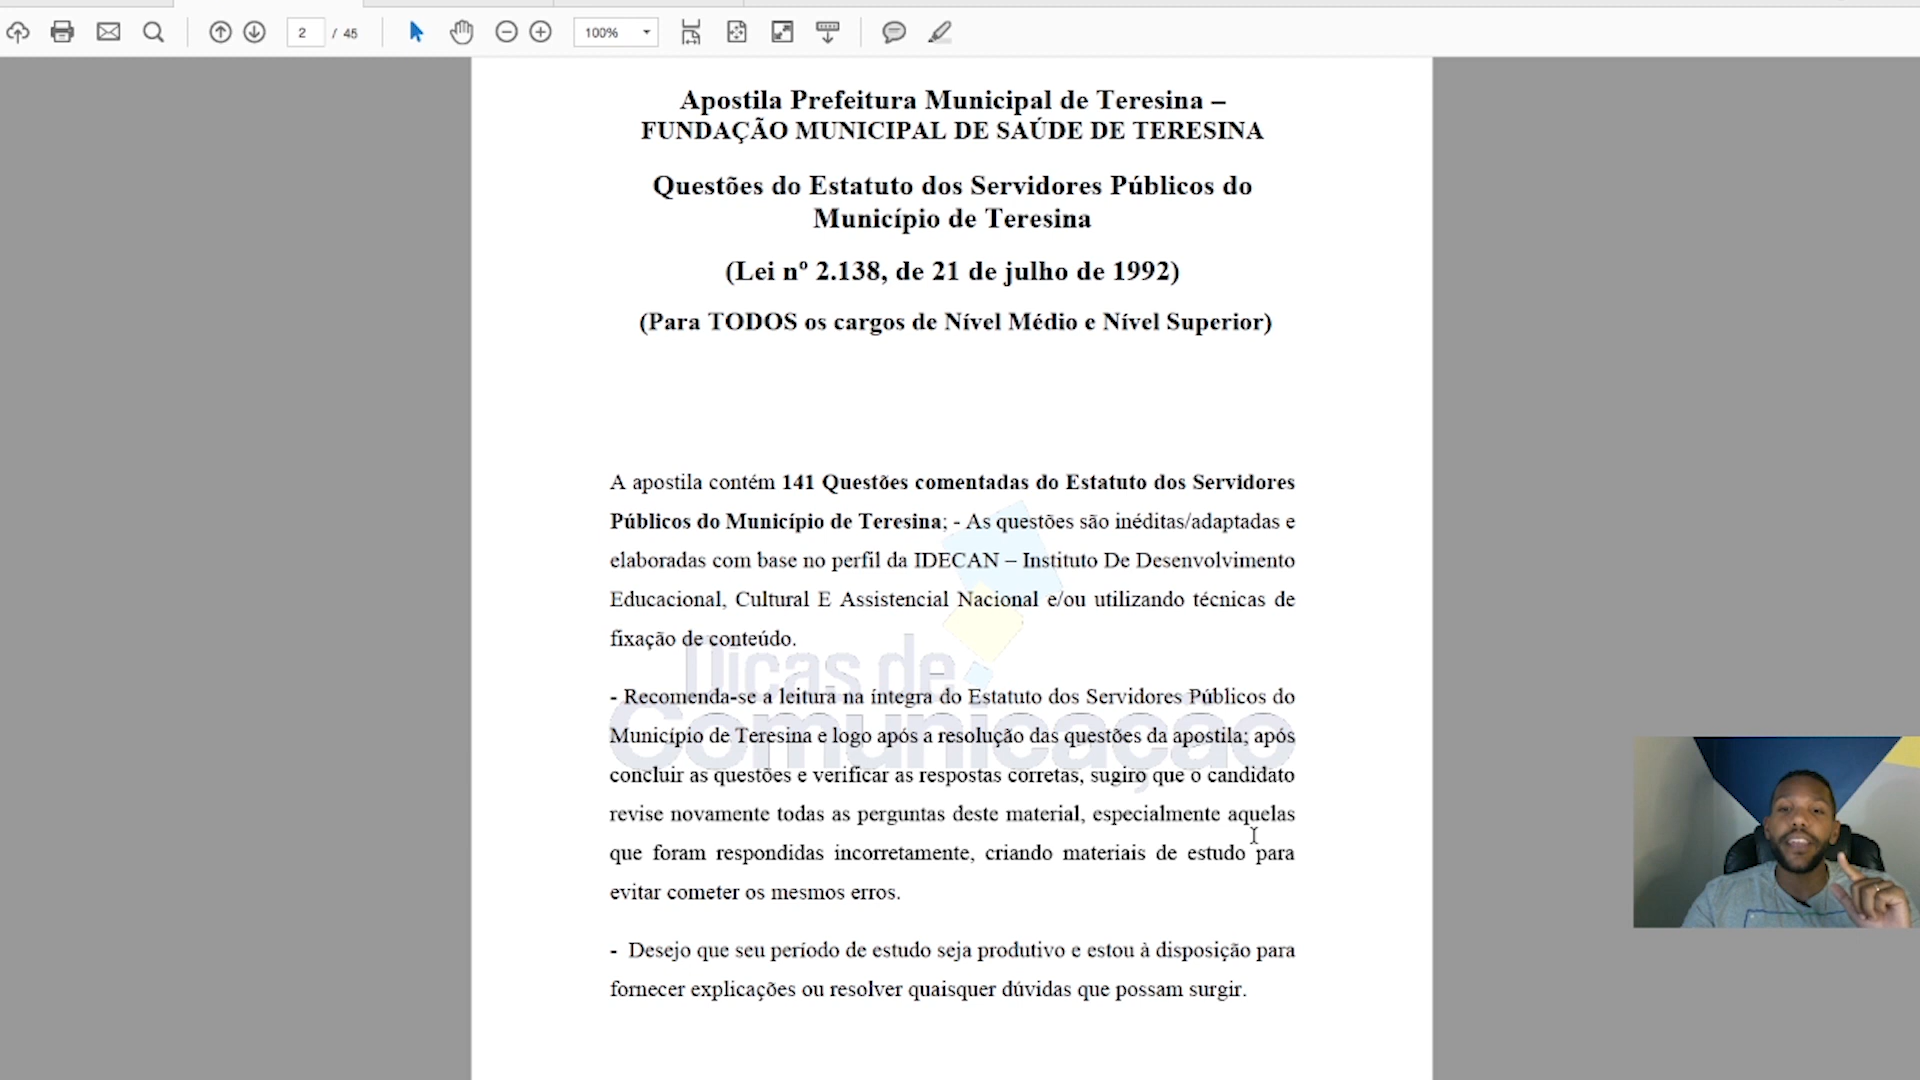 2 / 45
100%
Apostila Prefeitura Municipal de Teresina –
FUNDAÇÃO MUNICIPAL DE SAÚDE DE TERESINA
Questões do Estatuto dos Servidores Públicos do
Município de Teresina
(Lei nº 2.138, de 21 de julho de 1992)
(Para TODOS os cargos de Nível Médio e Nível Superior)
A apostila contém 141 Questões comentadas do Estatuto dos Servidores
Públicos do Município de Teresina; - As questões são inéditas/adaptadas e
elaboradas com base no perfil da IDECAN – Instituto De Desenvolvimento
Educacional, Cultural E Assistencial Nacional e/ou utilizando técnicas de
fixação de conteúdo.
Dicas de
Comunicação
- Recomenda-se a leitura na íntegra do Estatuto dos Servidores Públicos do
Município de Teresina e logo após a resolução das questões da apostila; após
concluir as questões e verificar as respostas corretas, sugiro que o candidato
revise novamente todas as perguntas deste material, especialmente aquelas
que foram respondidas incorretamente, criando materiais de estudo para
evitar cometer os mesmos erros.
- Desejo que seu período de estudo seja produtivo e estou à disposição para
fornecer explicações ou resolver quaisquer dúvidas que possam surgir.